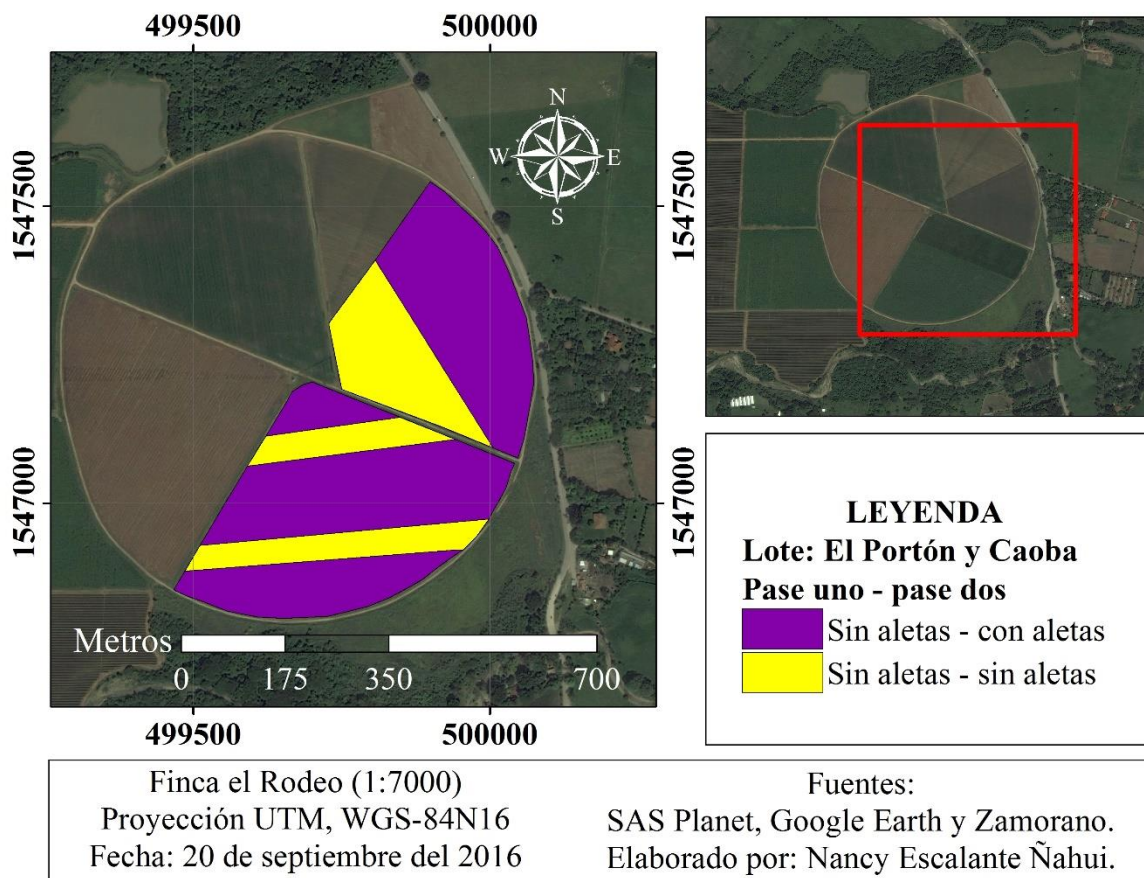 499500 500000
N
W E
S
1547500 1547500
1547000 1547000
Metros
0 175 350 700
499500 500000
LEYENDA
Lote: El Portón y Caoba
Pase uno - pase dos
Sin aletas - con aletas
Sin aletas - sin aletas
Finca el Rodeo (1:7000)
Proyección UTM, WGS-84N16
Fecha: 20 de septiembre del 2016
Fuentes:
SAS Planet, Google Earth y Zamorano.
Elaborado por: Nancy Escalante Ñahui.